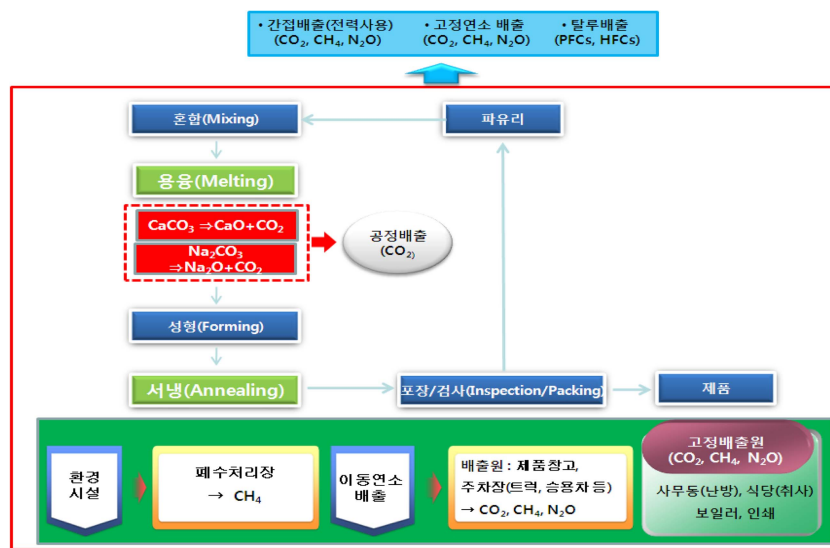 • 간접배출(전력사용)
(CO₂, CH₄, N₂O)
• 고정연소 배출
(CO₂, CH₄, N₂O)
• 탈루배출
(PFCs, HFCs)
혼합(Mixing)
파유리
용융(Melting)
CaCO₃ ⇒CaO+CO₂
Na₂CO₃
⇒Na₂O+CO₂
공정배출
(CO₂)
성형(Forming)
서냉(Annealing)
포장/검사(Inspection/Packing)
제품
환경
시설
폐수처리장
→ CH₄
이동연소
배출
배출원 : 제품창고,
주차장(트럭, 승용차 등)
→ CO₂, CH₄, N₂O
고정배출원
(CO₂, CH₄, N₂O)
사무동(난방), 식당(취사)
보일러, 인쇄